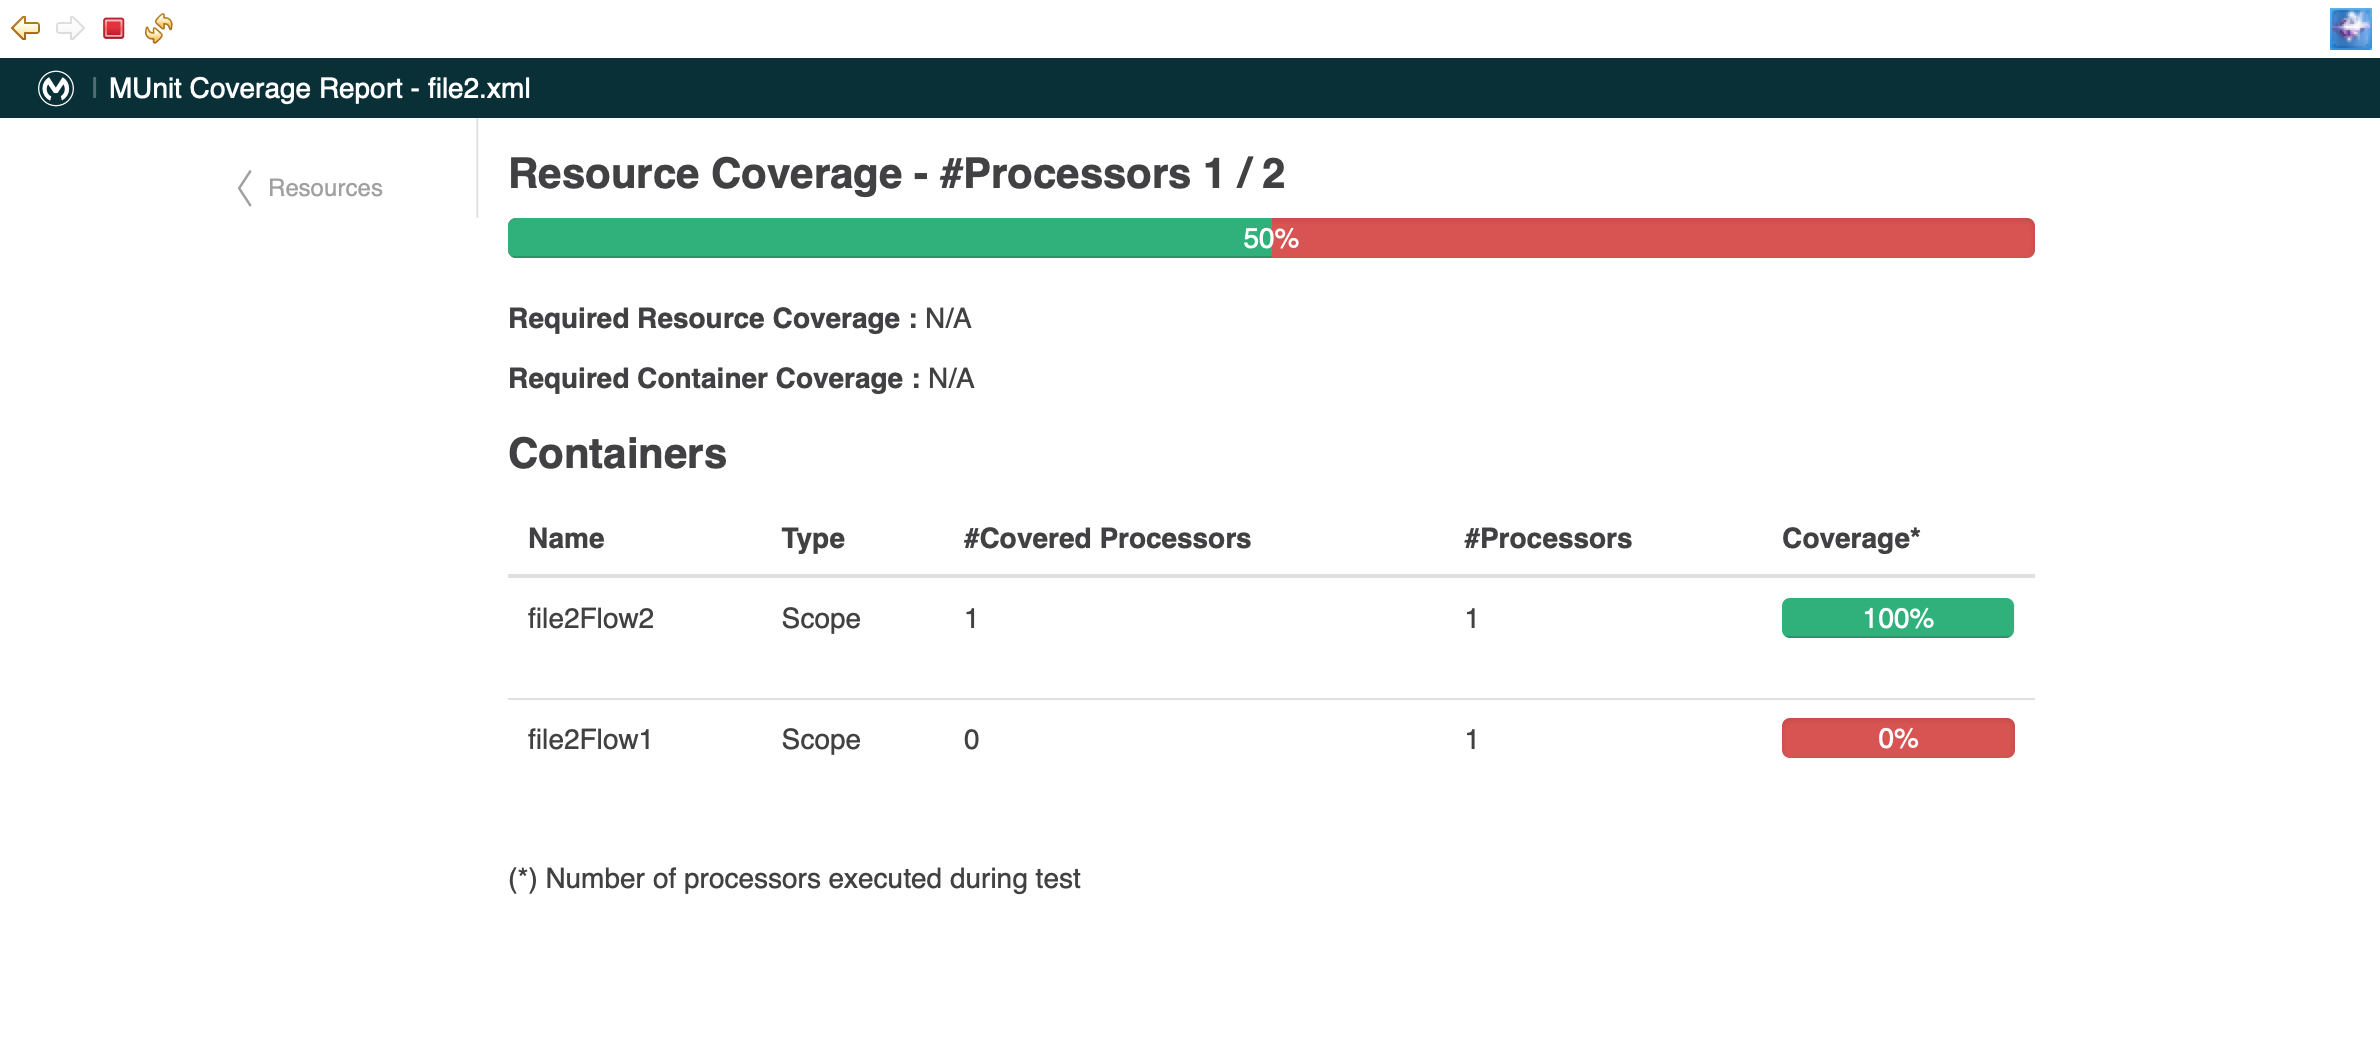 MUnit Coverage Report - file2.xml
Resources
Resource Coverage - #Processors 1 / 2
50%
Required Resource Coverage : N/A
Required Container Coverage : N/A
Containers
Name Type #Covered Processors #Processors Coverage*
file2Flow2 Scope 1 1 100%
file2Flow1 Scope 0 1 0%
(*) Number of processors executed during test